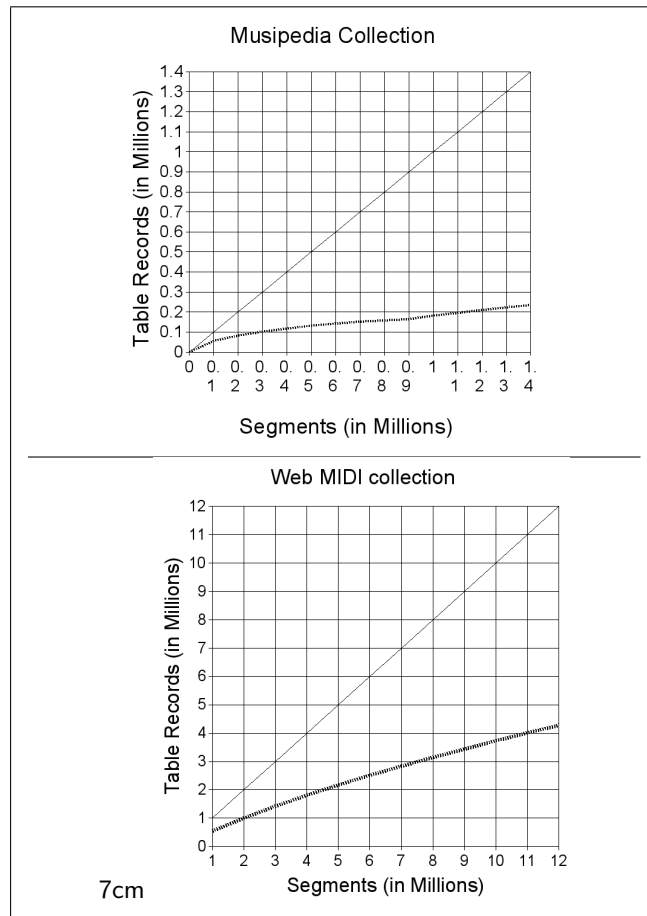 Musipedia Collection
Table Records (in Millions)
1.4
1.3
1.2
1.1
1
0.9
0.8
0.7
0.6
0.5
0.4
0.3
0.2
0.1
0
0 0. 0. 0. 0. 0. 0. 0. 0. 0. 1 1. 1. 1. 1.
1 2 3 4 5 6 7 8 9 1 2 3 4
Segments (in Millions)
Web MIDI collection
Table Records (in Millions)
12
11
10
9
8
7
6
5
4
3
2
1
0
1 2 3 4 5 6 7 8 9 10 11 12
Segments (in Millions)
7cm